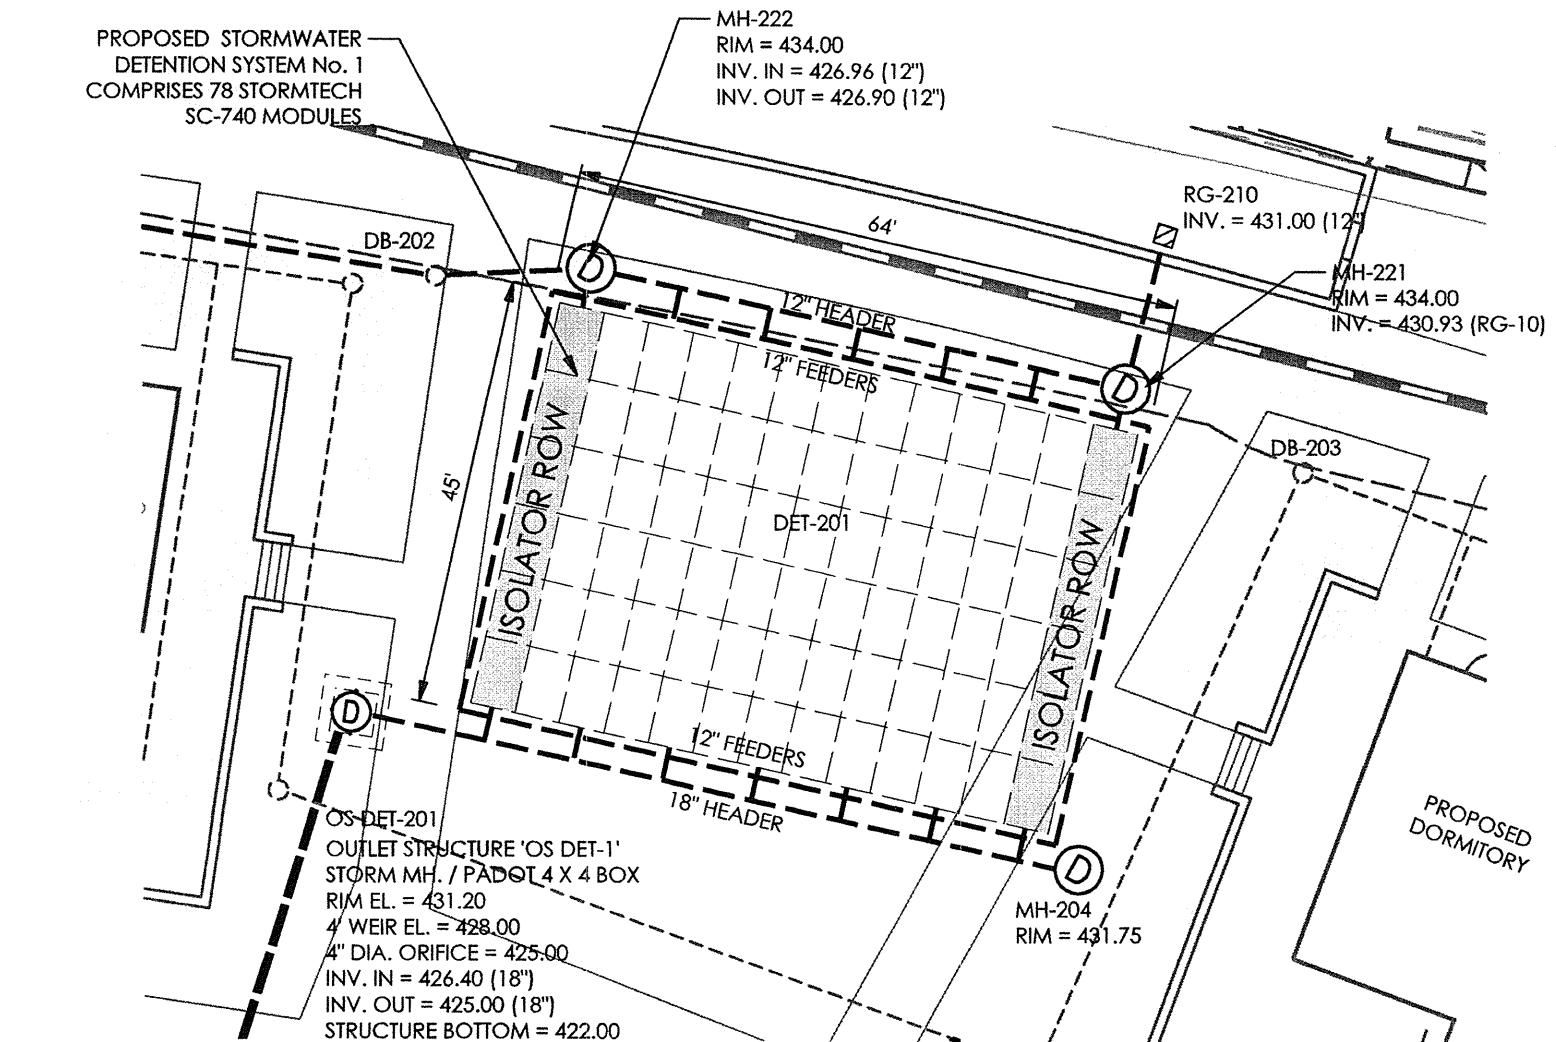 PROPOSED STORMWATER
DETENTION SYSTEM No. 1
COMPRISES 78 STORMTECH
SC-740 MODULES
MH-222
RIM = 434.00
INV. IN = 426.96 (12")
INV. OUT = 426.90 (12")
RG-210
INV. = 431.00 (12")
64'
DB-202
D
MH-221
RIM = 434.00
INV. = 430.93 (RG-10)
12" HEADER
12" FEEDERS
D
DB-203
45'
ISOLATOR ROW
DET-201
ISOLATOR ROW
D
12" FEEDERS
18" HEADER
D
MH-204
RIM = 431.75
PROPOSED
DORMITORY
OS DET-201
OUTLET STRUCTURE 'OS DET-1'
STORM MH. / PADOT 4 X 4 BOX
RIM EL. = 431.20
4' WEIR EL. = 428.00
4" DIA. ORIFICE = 425.00
INV. IN = 426.40 (18")
INV. OUT = 425.00 (18")
STRUCTURE BOTTOM = 422.00